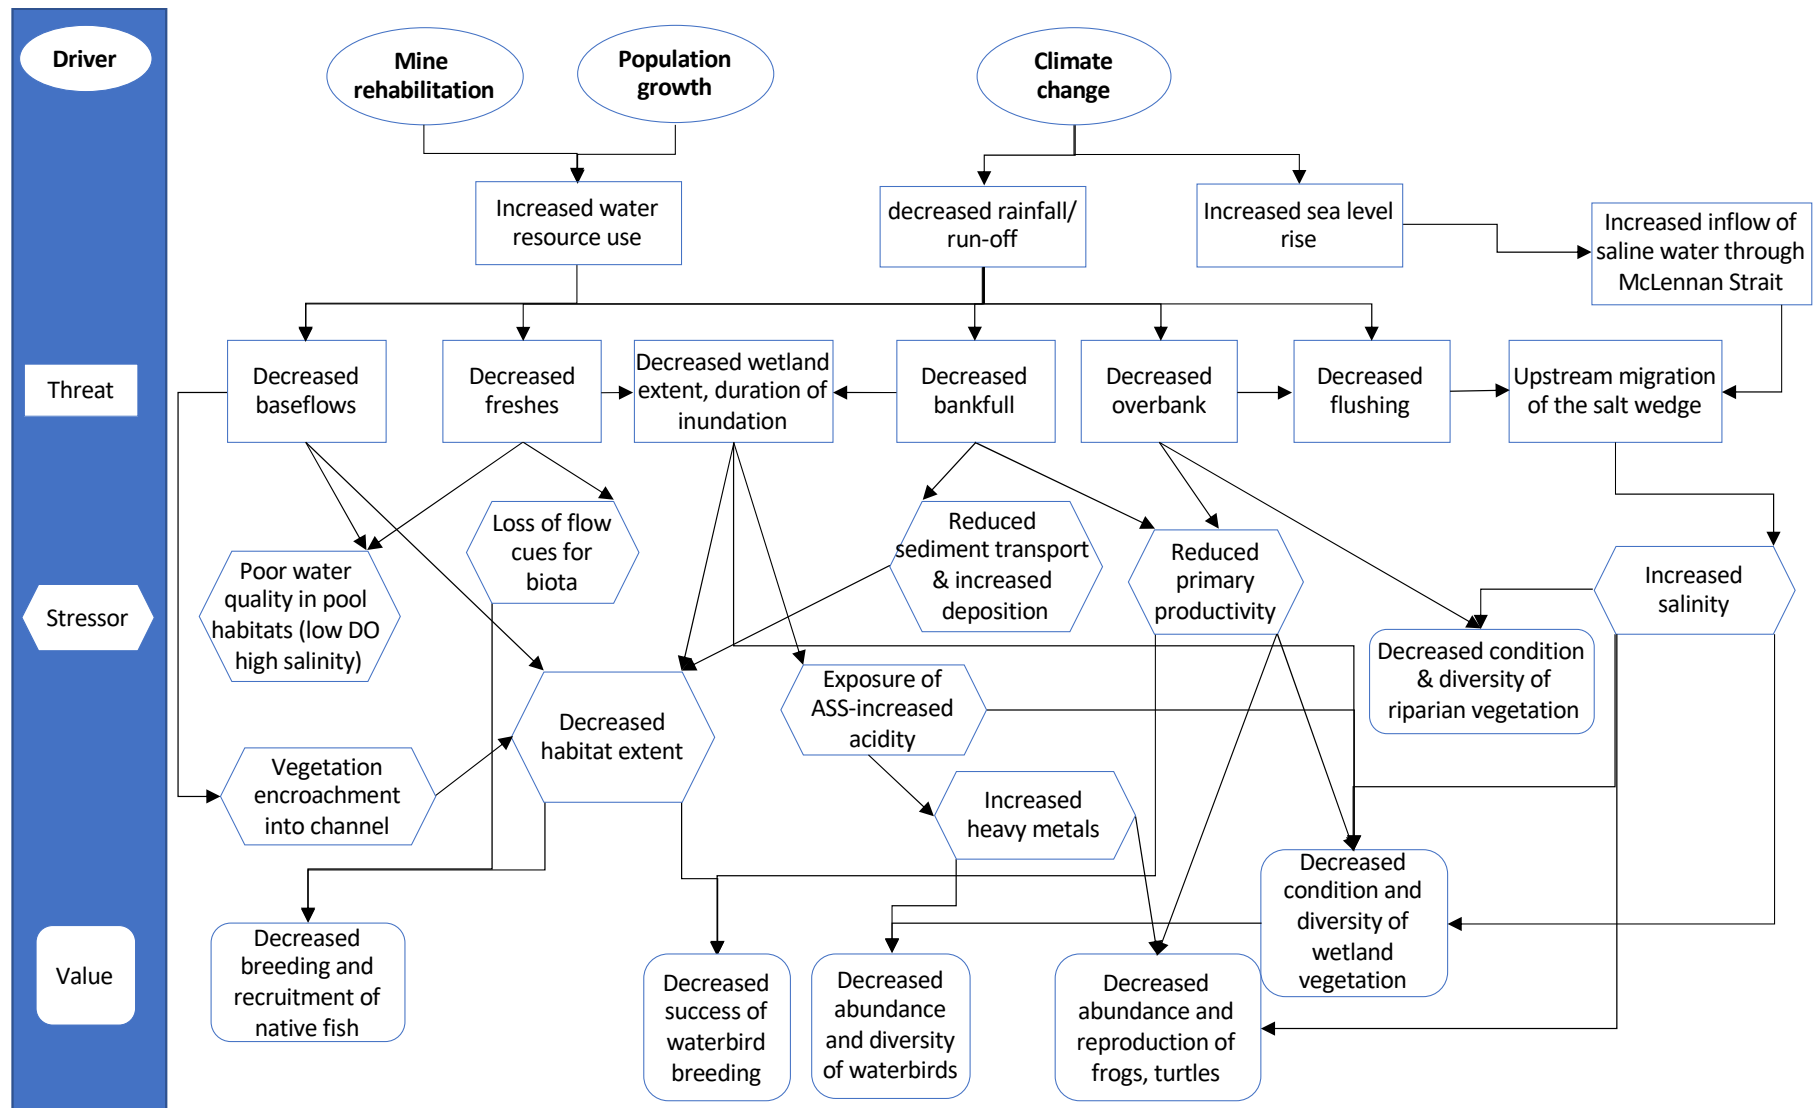 Driver
Mine
rehabilitation
Population
growth
Climate
change
Increased water
resource use
decreased rainfall/
run-off
Increased sea level
rise
Increased inflow of
saline water through
McLennan Strait
Threat
Decreased
baseflows
Decreased
freshes
Decreased wetland
extent, duration of
inundation
Decreased
bankfull
Decreased
overbank
Decreased
flushing
Upstream migration
of the salt wedge
Stressor
Poor water
quality in pool
habitats (low DO
high salinity)
Loss of flow
cues for
biota
Reduced
sediment transport
& increased
deposition
Reduced
primary
productivity
Increased
salinity
Decreased condition
& diversity of
riparian vegetation
Decreased
habitat extent
Exposure of
ASS-increased
acidity
Vegetation
encroachment
into channel
Increased
heavy metals
Value
Decreased
breeding and
recruitment of
native fish
Decreased
success of
waterbird
breeding
Decreased
abundance
and diversity
of waterbirds
Decreased
abundance and
reproduction of
frogs, turtles
Decreased
condition and
diversity of
wetland
vegetation